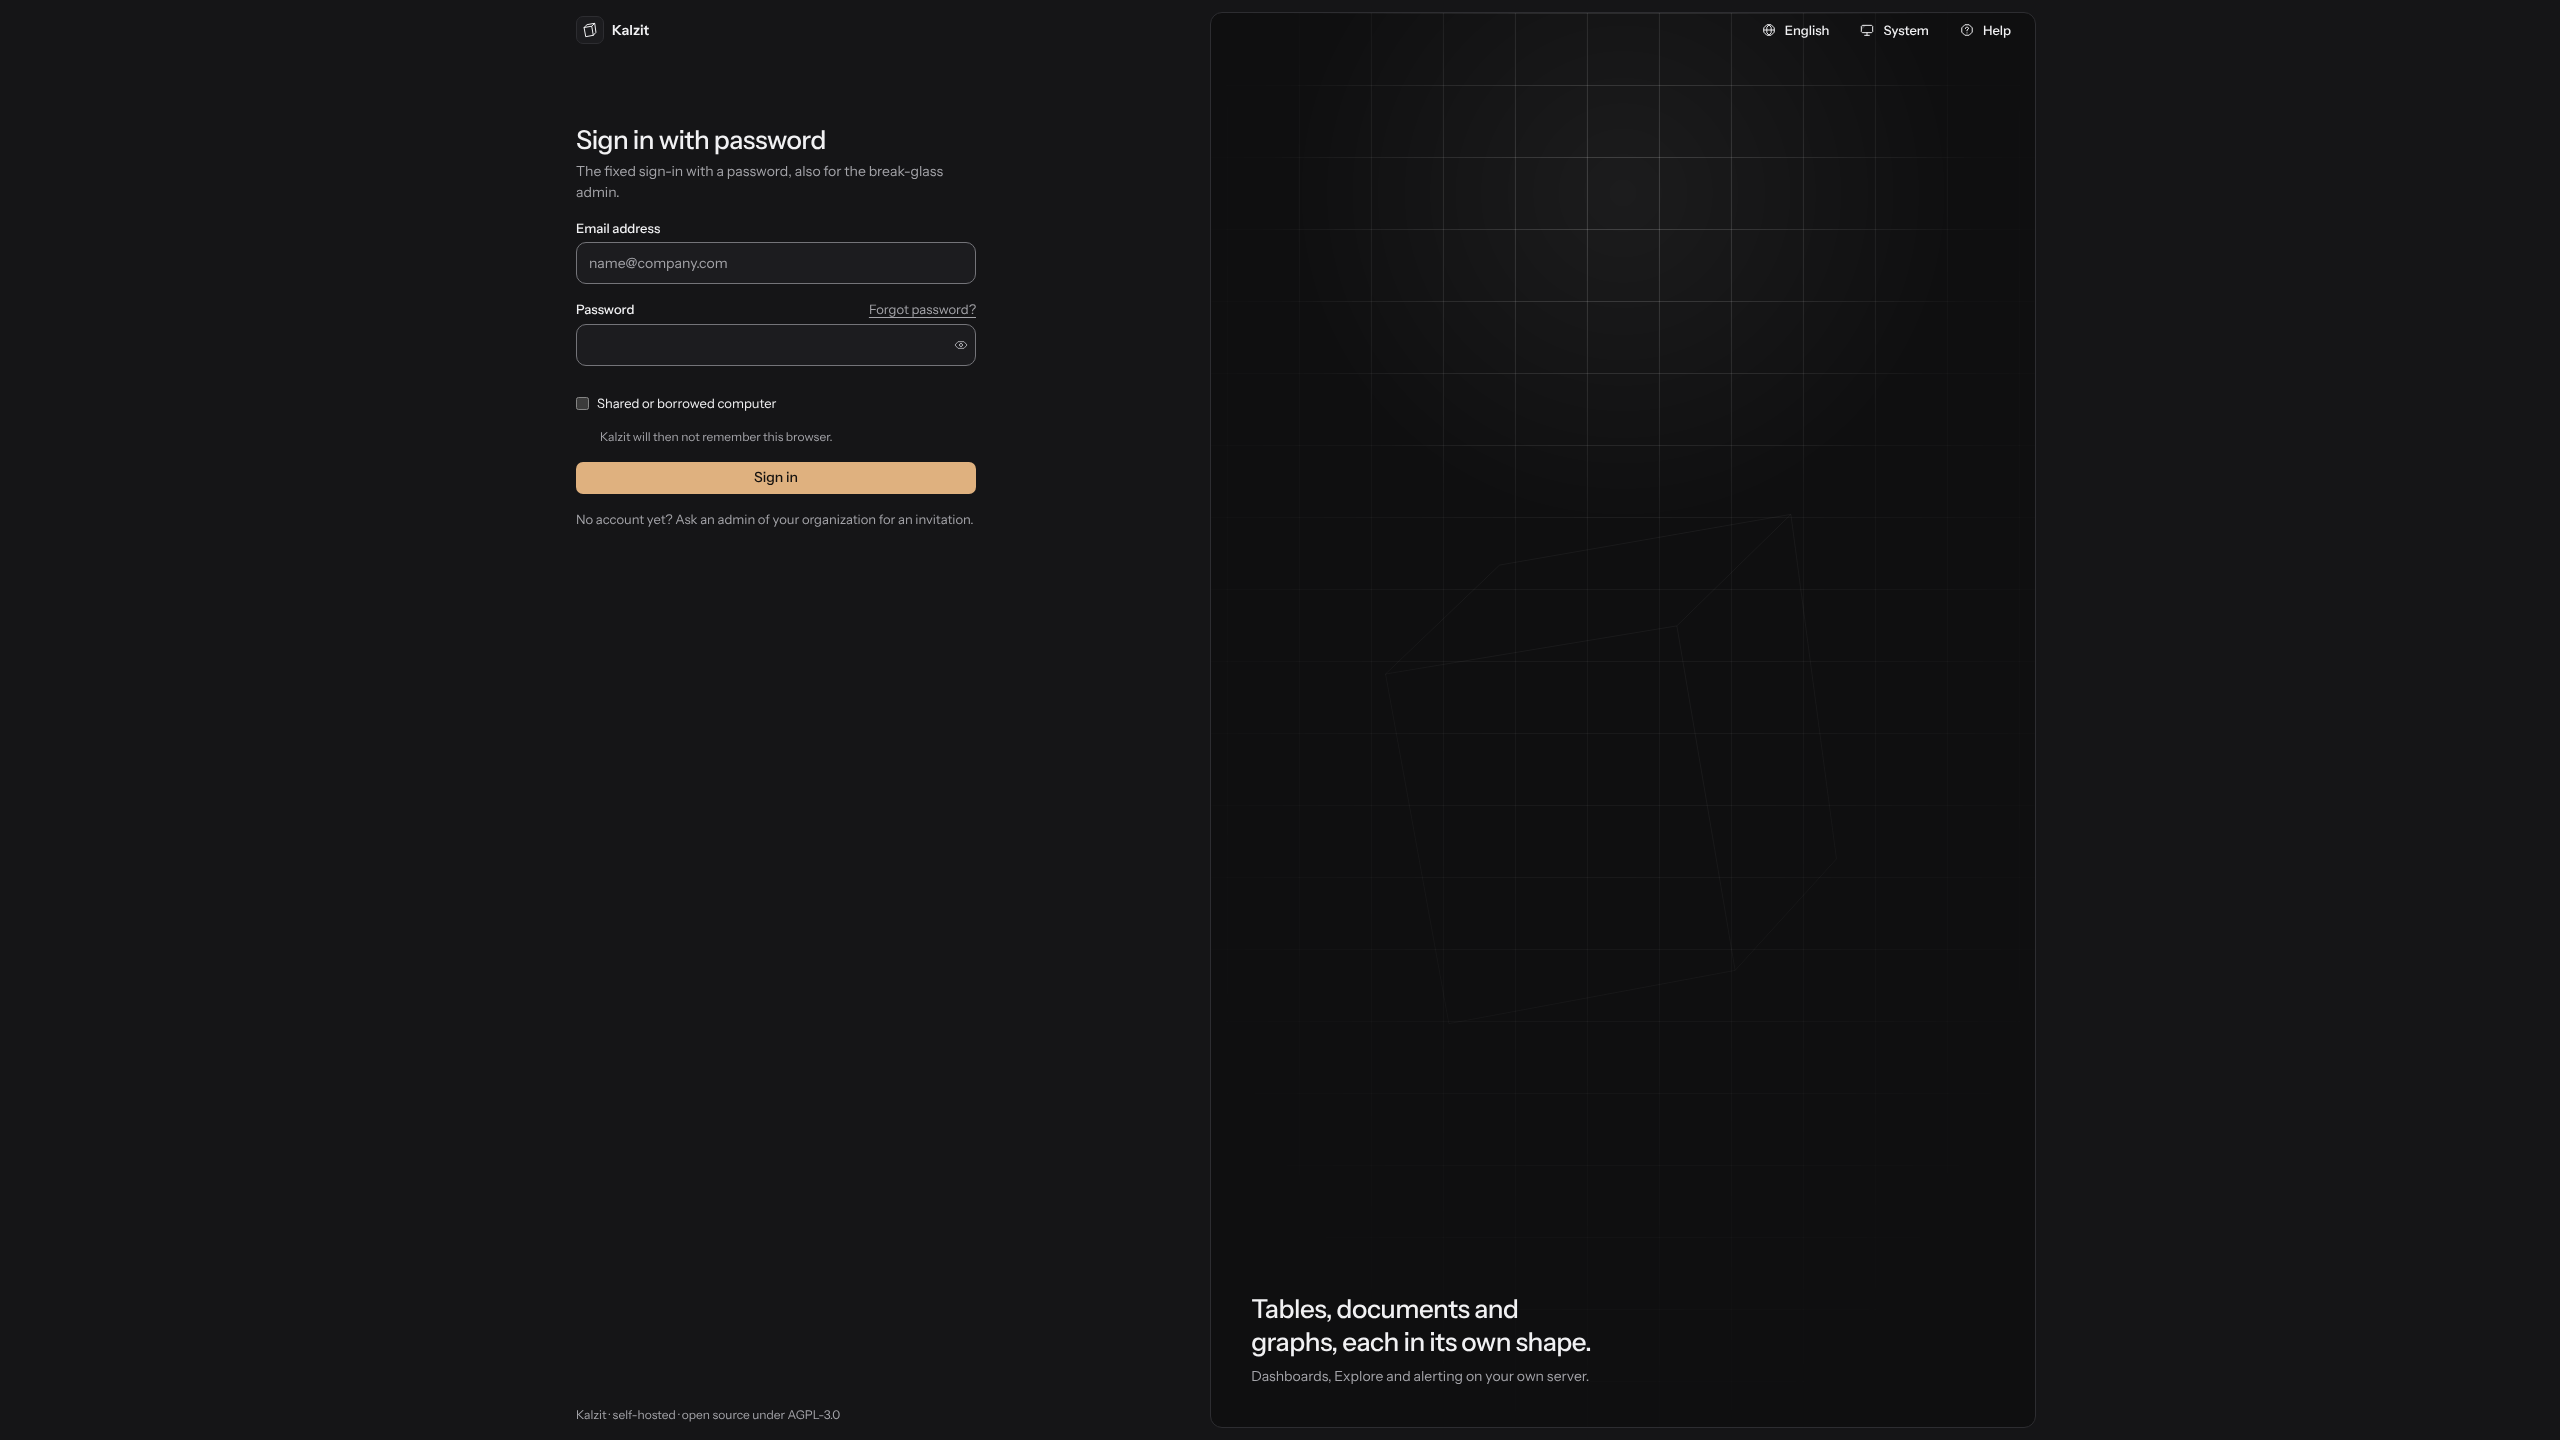 Kalzit
English
System
Help
Sign in with password
The fixed sign-in with a password, also for the break-glass
admin.
Email address
name@company.com
Password
Forgot password?
Shared or borrowed computer
Kalzit will then not remember this browser.
Sign in
No account yet? Ask an admin of your organization for an invitation.
Tables, documents and
graphs, each in its own shape.
Dashboards, Explore and alerting on your own server.
Kalzit · self-hosted · open source under AGPL-3.0